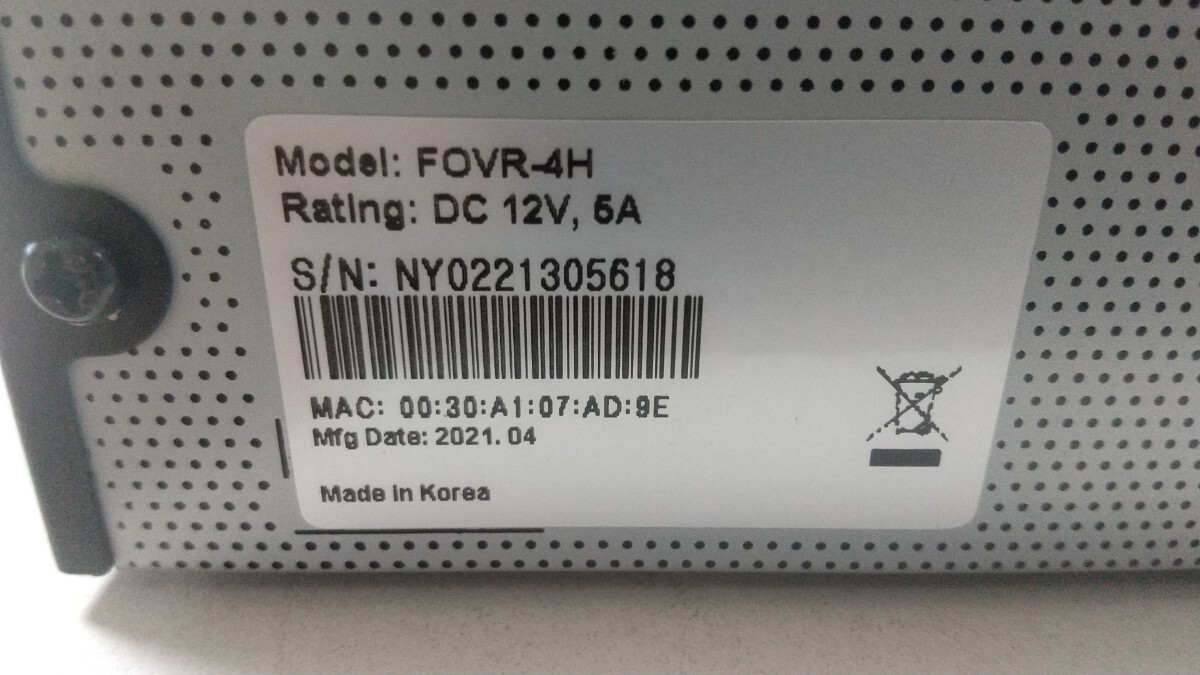 Model: FOVR-4H
Rating: DC 12V, 5A
S/N: NY0221305618
MAC: 00:30:A1:07:AD:9E
Mfg Date: 2021. 04
Made in Korea